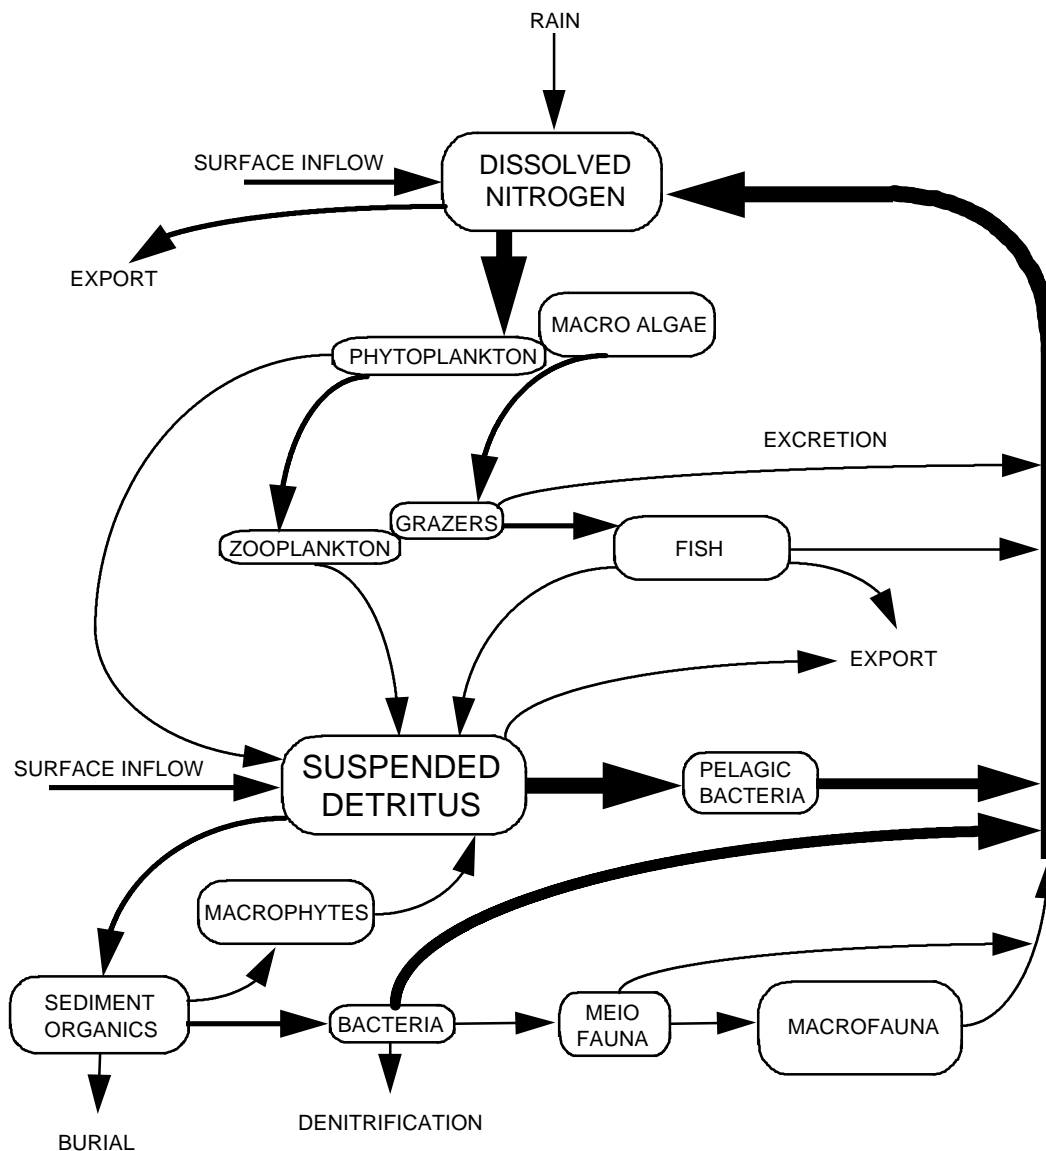 RAIN
SURFACE INFLOW
DISSOLVED
NITROGEN
EXPORT
MACRO ALGAE
PHYTOPLANKTON
EXCRETION
GRAZERS
ZOOPLANKTON
FISH
EXPORT
SUSPENDED
DETRITUS
SURFACE INFLOW
PELAGIC
BACTERIA
MACROPHYTES
SEDIMENT
ORGANICS
BACTERIA
MEIO
FAUNA
MACROFAUNA
DENITRIFICATION
BURIAL